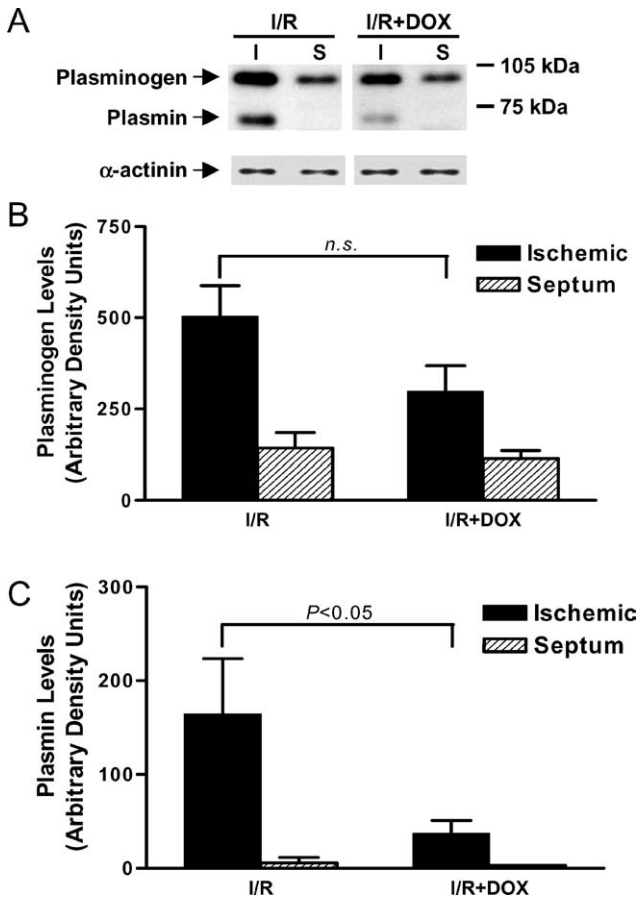 A
I/R
I/R+DOX
I S I S
105 kDa
Plasminogen
75 kDa
Plasmin
α-actinin
B
Plasminogen Levels
(Arbitrary Density Units)
750
500
250
0
n.s.
Ischemic
Septum
I/R
I/R+DOX
C
Plasmin Levels
(Arbitrary Density Units)
300
200
100
0
P<0.05
Ischemic
Septum
I/R
I/R+DOX